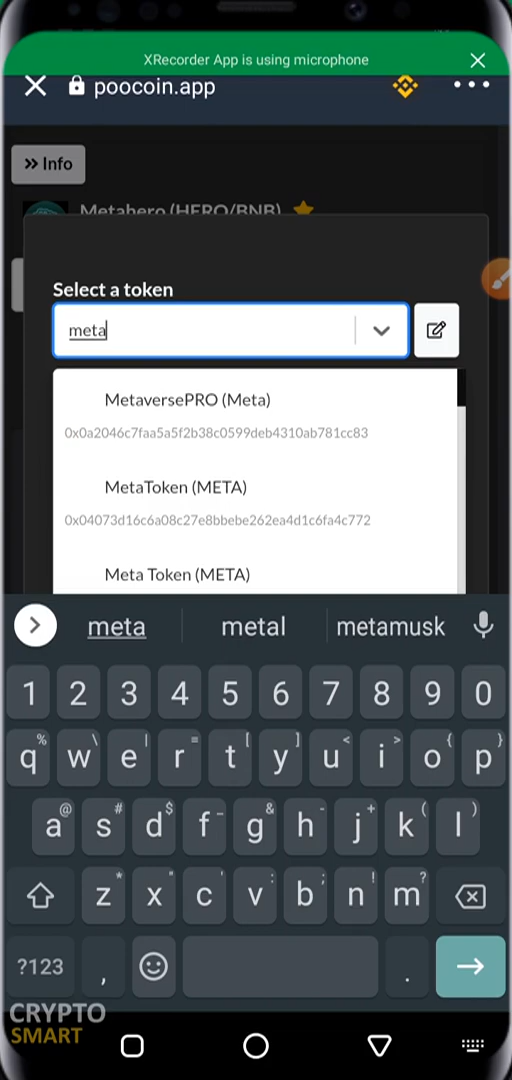 XRecorder App is using microphone
poocoin.app
Info
Metahero (HERO/BNB)
Select a token
meta
MetaversePRO (Meta)
0x0a2046c7faa5a5f2b38c0599deb4310ab781cc83
MetaToken (META)
0x04073d16c6a08c27e8bbebe262ea4d1c6fa4c772
Meta Token (META)
meta metal metamusk
1 2 3 4 5 6 7 8 9 0
% \ | = [ ] < > { }
q w e r t y u i o p
@ # $ _ & - + ( )
a s d f g h j k l
* " ' : ; ! ?
z x c v b n m
?123 , .
CRYPTO
SMART